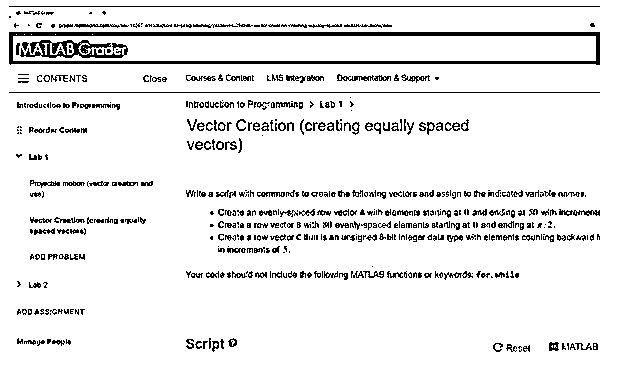 MATLAB Grader
CONTENTS Close Courses & Content LMS Integration Documentation & Support
Introduction to Programming
Reorder Content
Lab 1
Projectile motion (vector creation and
use)
Vector Creation (creating equally
spaced vectors)
ADD PROBLEM
Lab 2
ADD ASSIGNMENT
Manage People
Introduction to Programming > Lab 1 >
Vector Creation (creating equally spaced
vectors)
Write a script with commands to create the following vectors and assign to the indicated variable names.
• Create an evenly-spaced row vector A with elements starting at 0 and ending at 50 with increments
• Create a row vector B with 80 evenly-spaced elements starting at 0 and ending at
• Create a row vector C that is an unsigned 8-bit integer data type with elements counting backward
in increments of 5.
Your code should not include the following MATLAB functions or keywords: for, while
Script
Reset MATLAB